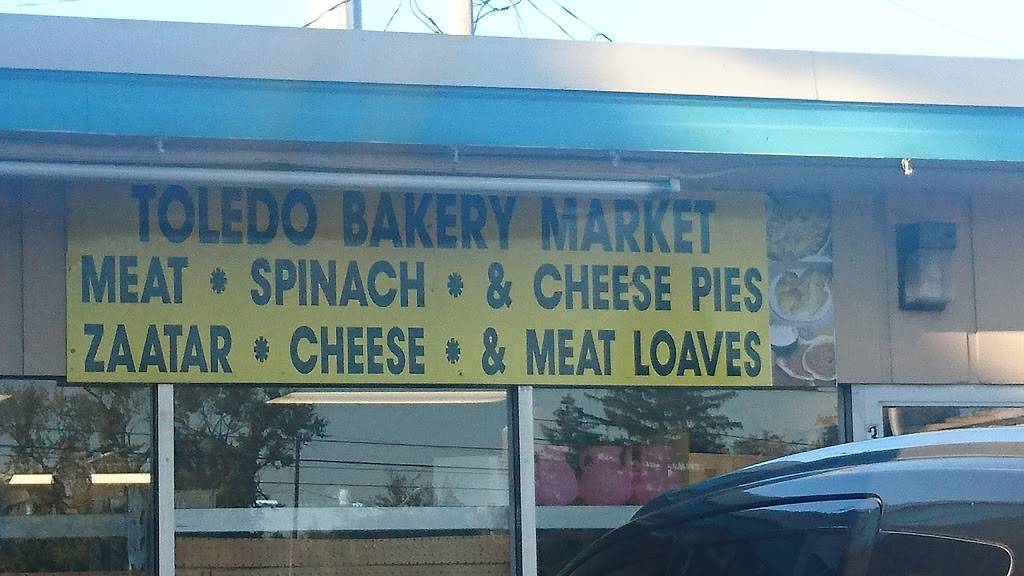 TOLEDO BAKERY MARKET
MEAT * SPINACH * & CHEESE PIES
ZAATAR * CHEESE * & MEAT LOAVES